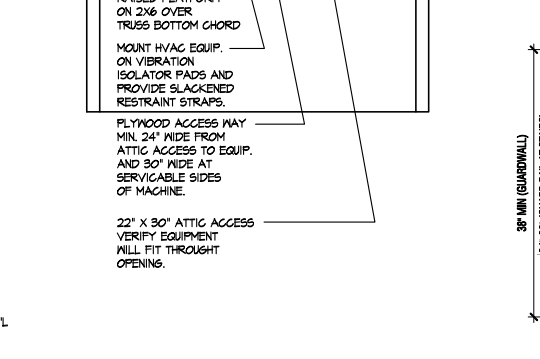 RAISED PLATFORM
ON 2X6 OVER
TRUSS BOTTOM CHORD
MOUNT HVAC EQUIP.
ON VIBRATION
ISOLATOR PADS AND
PROVIDE SLACKENED
RESTRAINT STRAPS.
PLYWOOD ACCESS WAY
MIN. 24" WIDE FROM
ATTIC ACCESS TO EQUIP.
AND 30" WIDE AT
SERVICABLE SIDES
OF MACHINE.
22" X 30" ATTIC ACCESS
VERIFY EQUIPMENT
WILL FIT THROUGHT
OPENING.
38" MIN (GUARDWALL)
"L